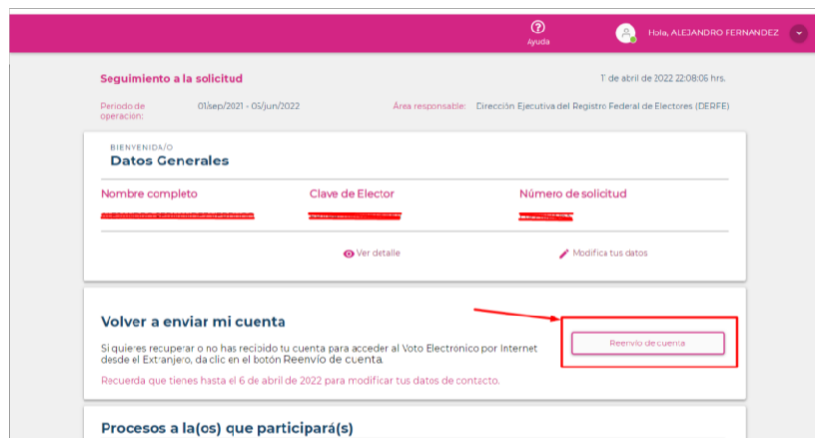 Ayuda
Hola, ALEJANDRO FERNANDEZ
Seguimiento a la solicitud
1 de abril de 2022 22:08:06 hrs.
Periodo de operación: 01/sep/2021 - 05/jun/2022
Área responsable: Dirección Ejecutiva del Registro Federal de Electores (DERFE)
BIENVENIDA/O
Datos Generales
Nombre completo
Clave de Elector
Número de solicitud
Ver detalle
Modifica tus datos
Volver a enviar mi cuenta
Si quieres recuperar o no has recibido tu cuenta para acceder al Voto Electrónico por Internet
desde el Extranjero, da clic en el botón Reenvío de cuenta.
Reenvío de cuenta
Recuerda que tienes hasta el 6 de abril de 2022 para modificar tus datos de contacto.
Procesos a la(os) que participará(s)